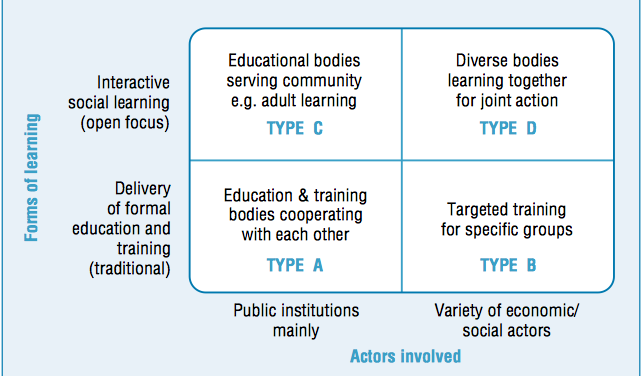 Forms of learning
Interactive
social learning
(open focus)
Educational bodies
serving community
e.g. adult learning
TYPE C
Diverse bodies
learning together
for joint action
TYPE D
Delivery
of formal
education and
training
(traditional)
Education & training
bodies cooperating
with each other
TYPE A
Targeted training
for specific groups
TYPE B
Public institutions
mainly
Variety of economic/
social actors
Actors involved